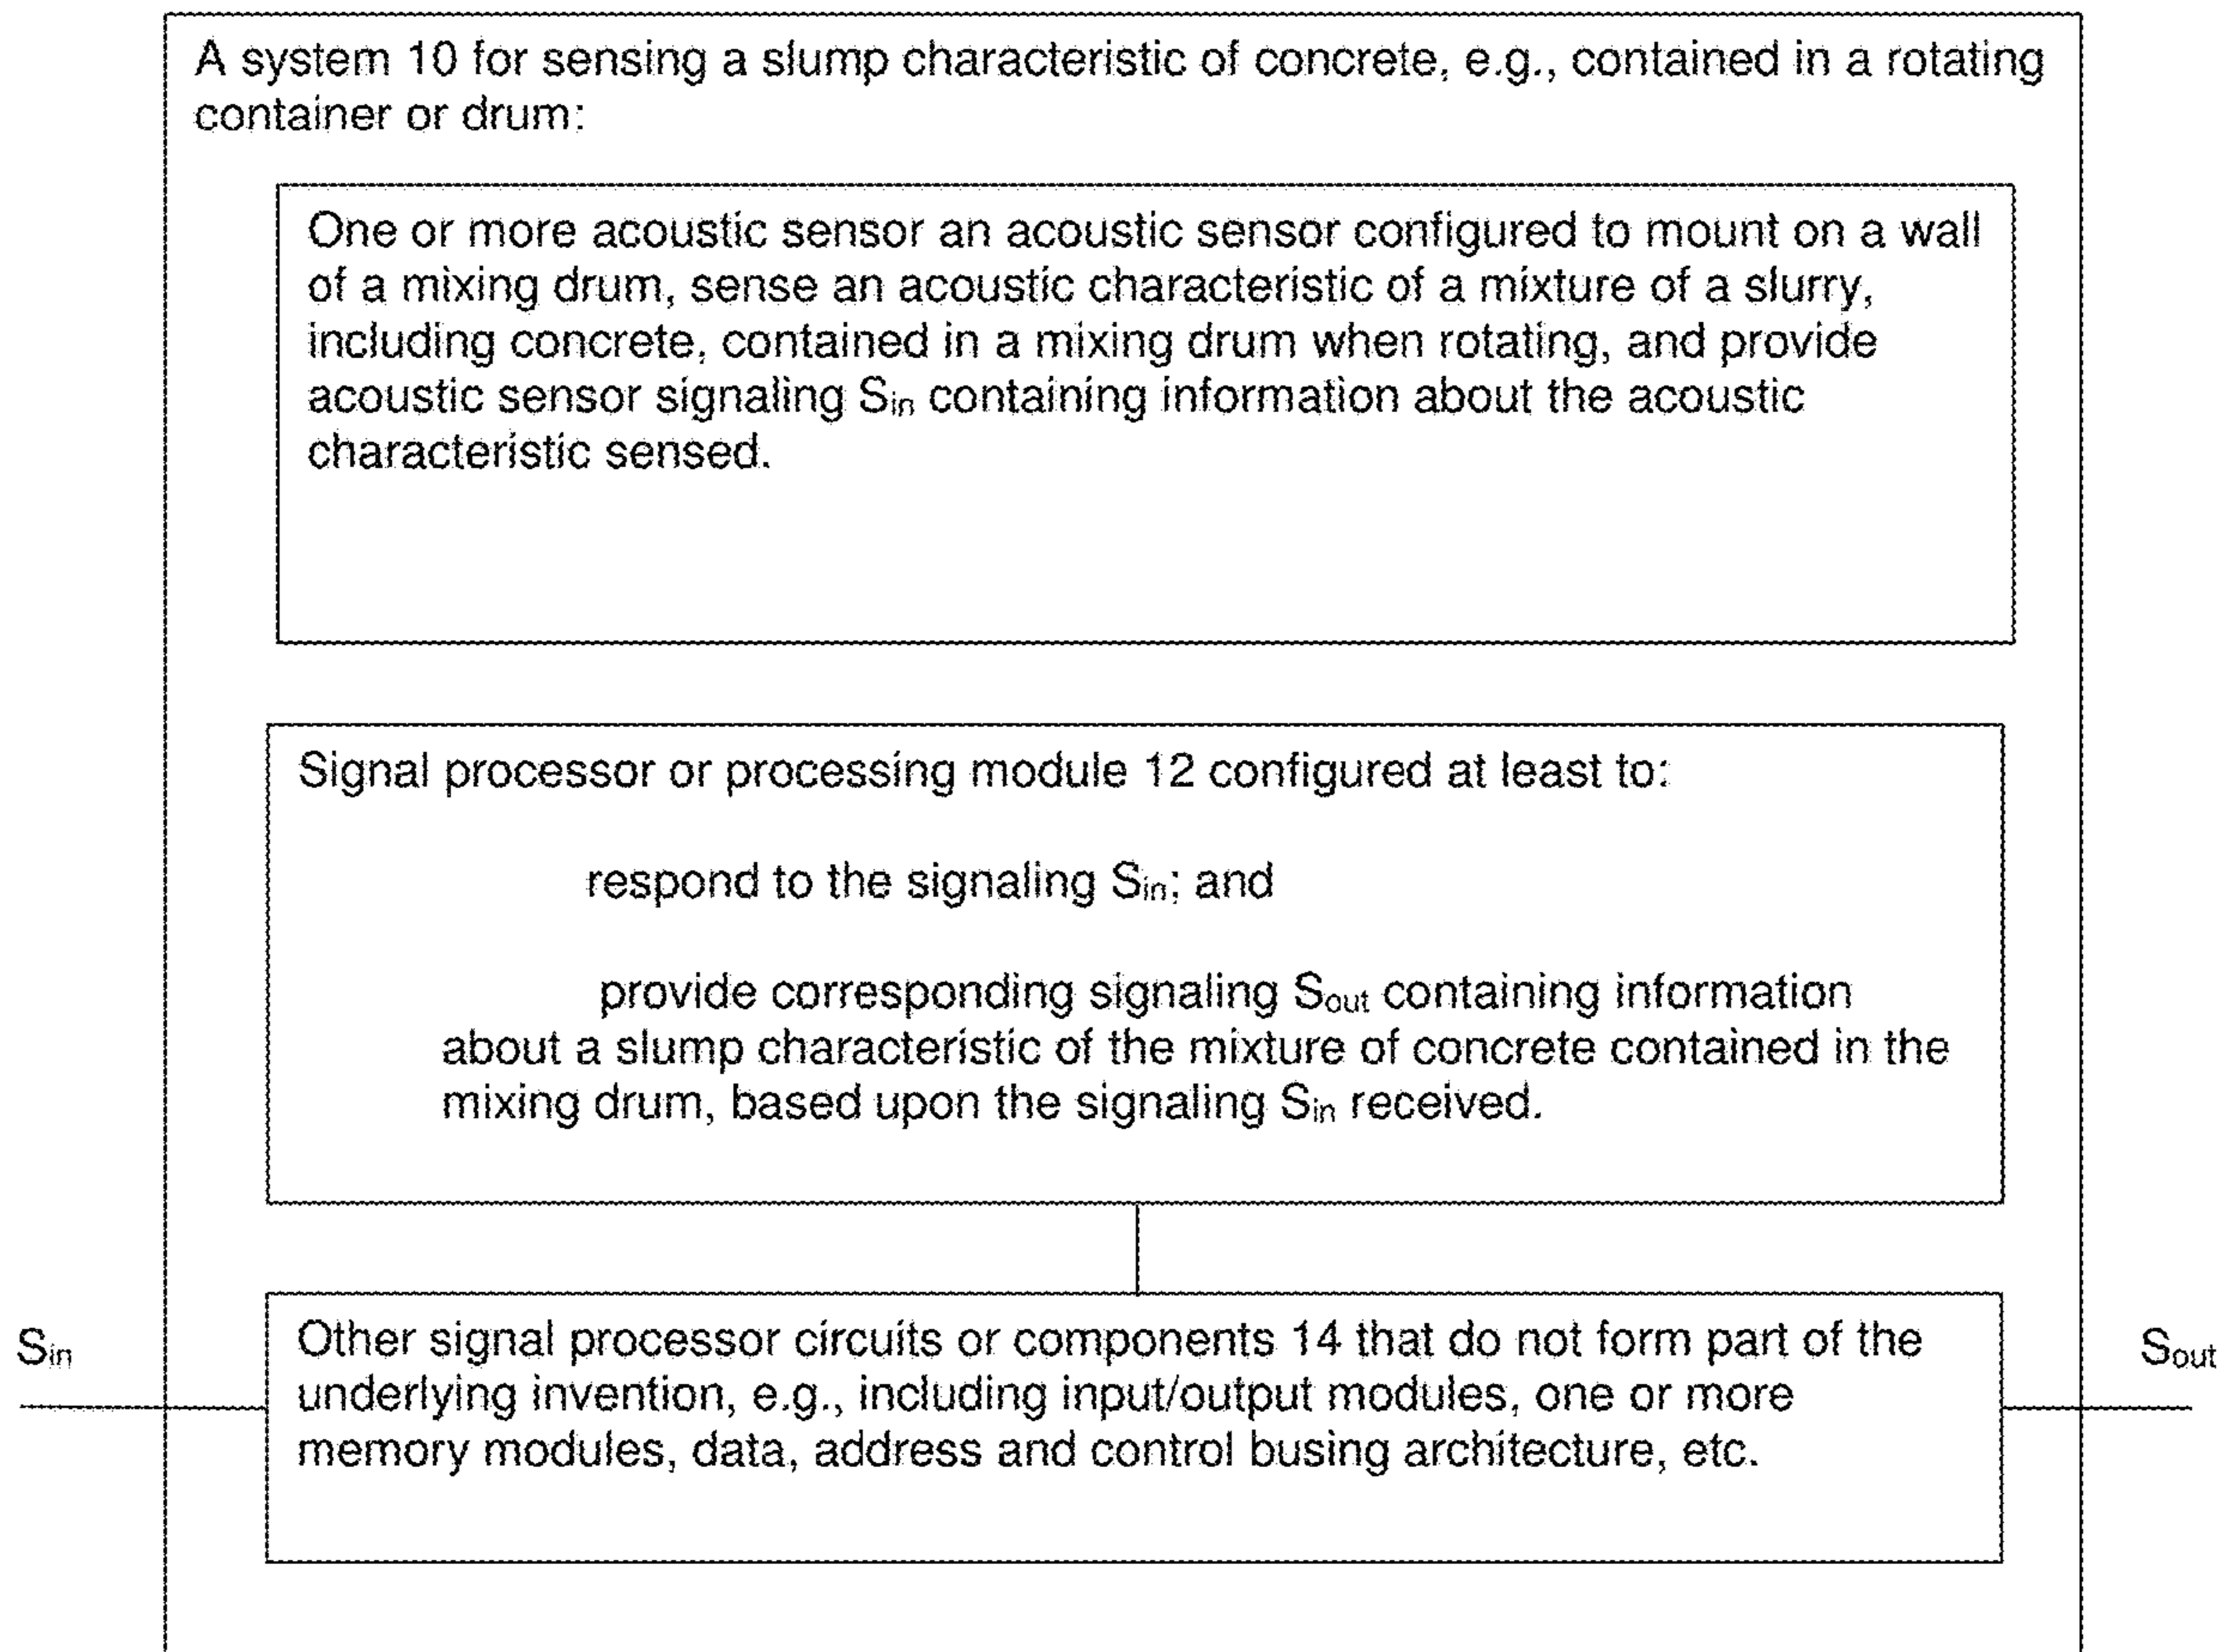 A system 10 for sensing a slump characteristic of concrete, e.g., contained in a rotating
container or drum:
One or more acoustic sensor an acoustic sensor configured to mount on a wall
of a mixing drum, sense an acoustic characteristic of a mixture of a slurry,
including concrete, contained in a mixing drum when rotating, and provide
acoustic sensor signaling Sin containing information about the acoustic
characteristic sensed.
Signal processor or processing module 12 configured at least to:
respond to the signaling Sin; and
provide corresponding signaling Sout containing information
about a slump characteristic of the mixture of concrete contained in the
mixing drum, based upon the signaling Sin received.
Sin
Other signal processor circuits or components 14 that do not form part of the
underlying invention, e.g., including input/output modules, one or more
memory modules, data, address and control busing architecture, etc.
Sout